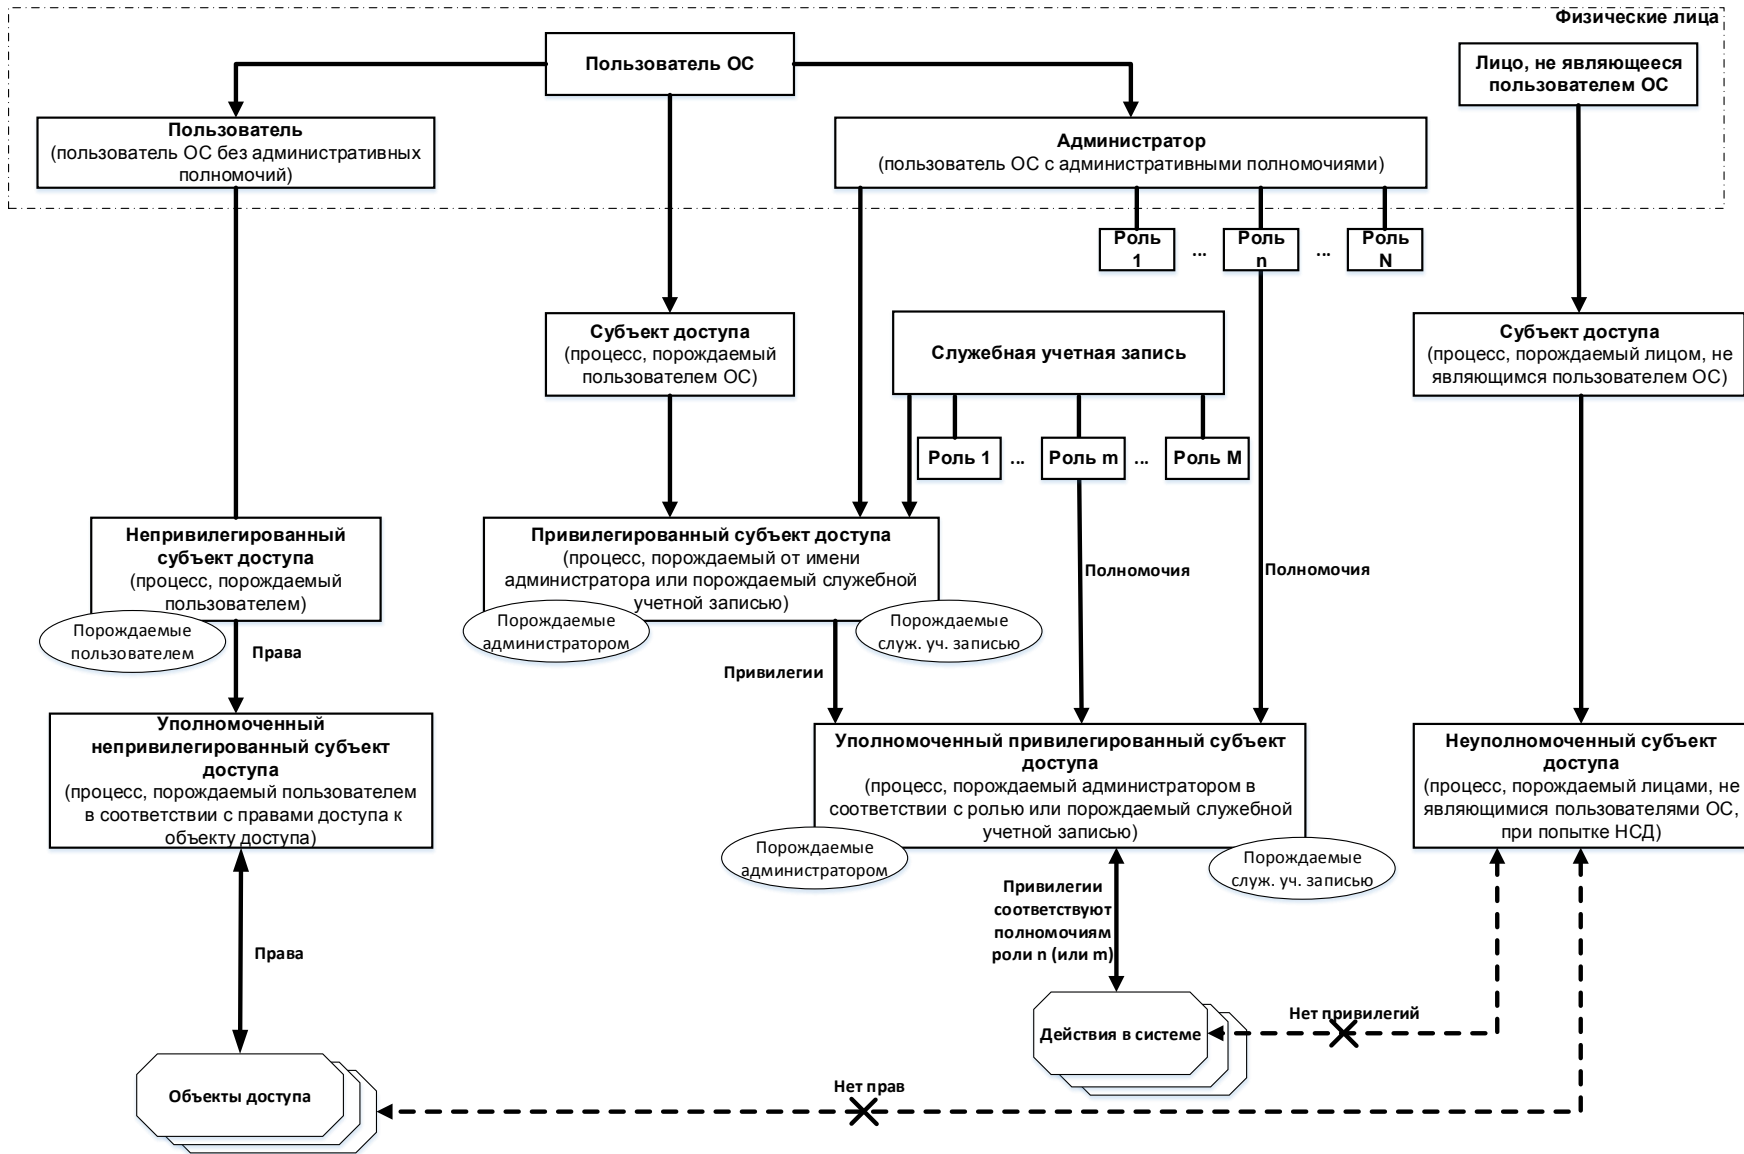 Физические лица
Пользователь ОС
Лицо, не являющееся
пользователем ОС
Пользователь
(пользователь ОС без административных
полномочий)
Администратор
(пользователь ОС с административными полномочиями)
Роль
1
...
Роль
n
...
Роль
N
Субъект доступа
(процесс, порождаемый
пользователем ОС)
Служебная учетная запись
Субъект доступа
(процесс, порождаемый лицом, не
являющимся пользователем ОС)
Роль 1
...
Роль m
...
Роль M
Непривилегированный
субъект доступа
(процесс, порождаемый
пользователем)
Порождаемые
пользователем
Привилегированный субъект доступа
(процесс, порождаемый от имени
администратора или порождаемый служебной
учетной записью)
Порождаемые
администратором
Порождаемые
служ. уч. записью
Полномочия
Полномочия
Права
Привилегии
Уполномоченный
непривилегированный субъект
доступа
(процесс, порождаемый пользователем
в соответствии с правами доступа к
объекту доступа)
Уполномоченный привилегированный субъект
доступа
(процесс, порождаемый администратором в
соответствии с ролью или порождаемый служебной
учетной записью)
Порождаемые
администратором
Порождаемые
служ. уч. записью
Неуполномоченный субъект
доступа
(процесс, порождаемый лицами, не
являющимися пользователями ОС,
при попытке НСД)
Права
Привилегии
соответствуют
полномочиям
роли n (или m)
Действия в системе
Нет привилегий
Объекты доступа
Нет прав